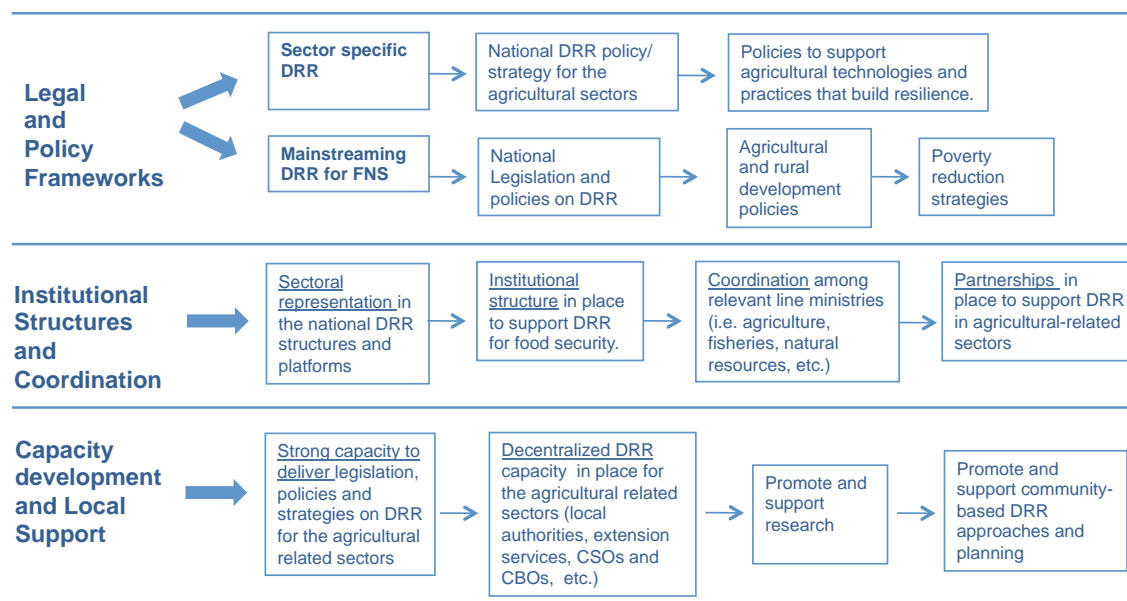 Legal
and
Policy
Frameworks
Sector specific
DRR
National DRR policy/
strategy for the
agricultural sectors
Policies to support
agricultural technologies and
practices that build resilience.
Mainstreaming
DRR for FNS
National
Legislation and
policies on DRR
Agricultural
and rural
development
policies
Poverty
reduction
strategies
Institutional
Structures
and
Coordination
Sectoral
representation in
the national DRR
structures and
platforms
Institutional
structure in place
to support DRR
for food security.
Coordination among
relevant line ministries
(i.e. agriculture,
fisheries, natural
resources, etc.)
Partnerships in
place to support DRR
in agricultural-related
sectors
Capacity
development
and Local
Support
Strong capacity to
deliver legislation,
policies and
strategies on DRR
for the agricultural
related sectors
Decentralized DRR
capacity in place for
the agricultural related
sectors (local
authorities, extension
services, CSOs and
CBOs, etc.)
Promote and
support
research
Promote and
support community-
based DRR
approaches and
planning